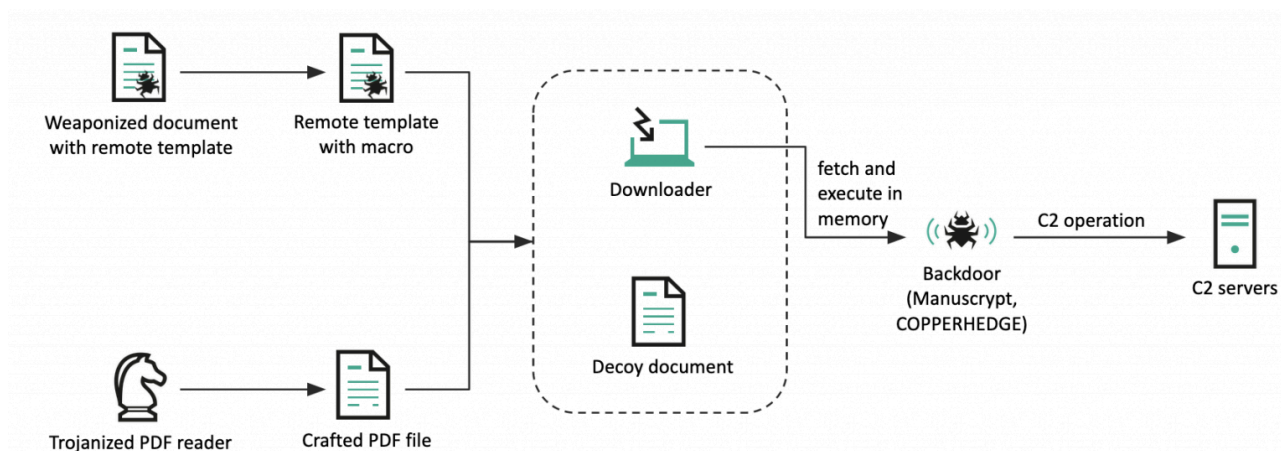 Weaponized document
with remote template
Remote template
with macro
Downloader
fetch and
execute in
memory
Decoy document
Backdoor
(Manuscrypt,
COPPERHEDGE)
C2 operation
C2 servers
Trojanized PDF reader
Crafted PDF file